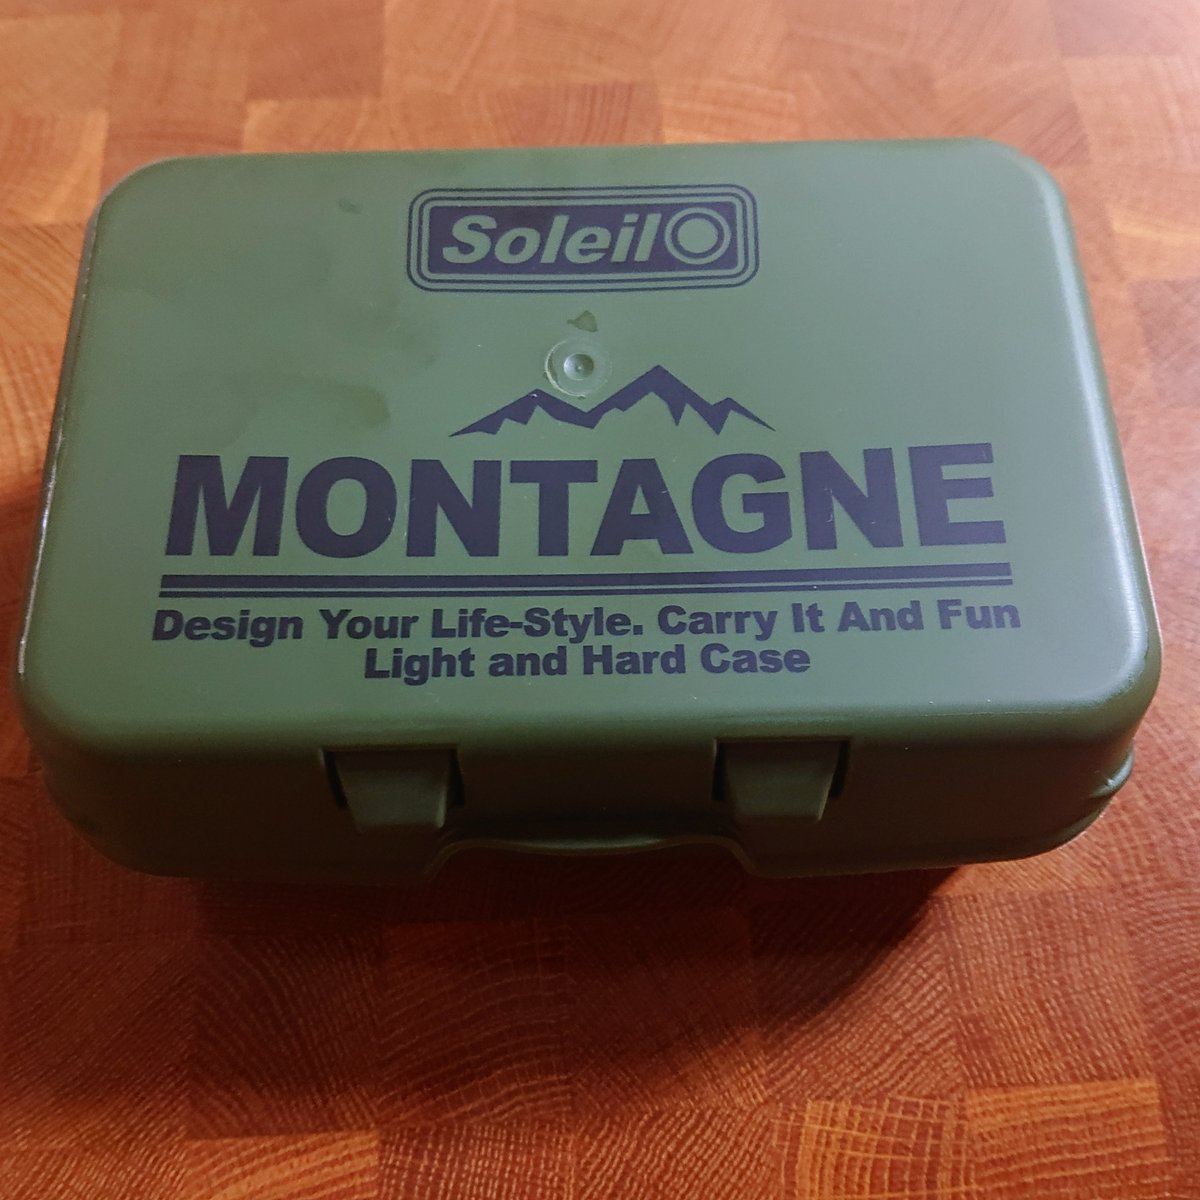 Soleil
MONTAGNE
Design Your Life-Style. Carry It And Fun
Light and Hard Case